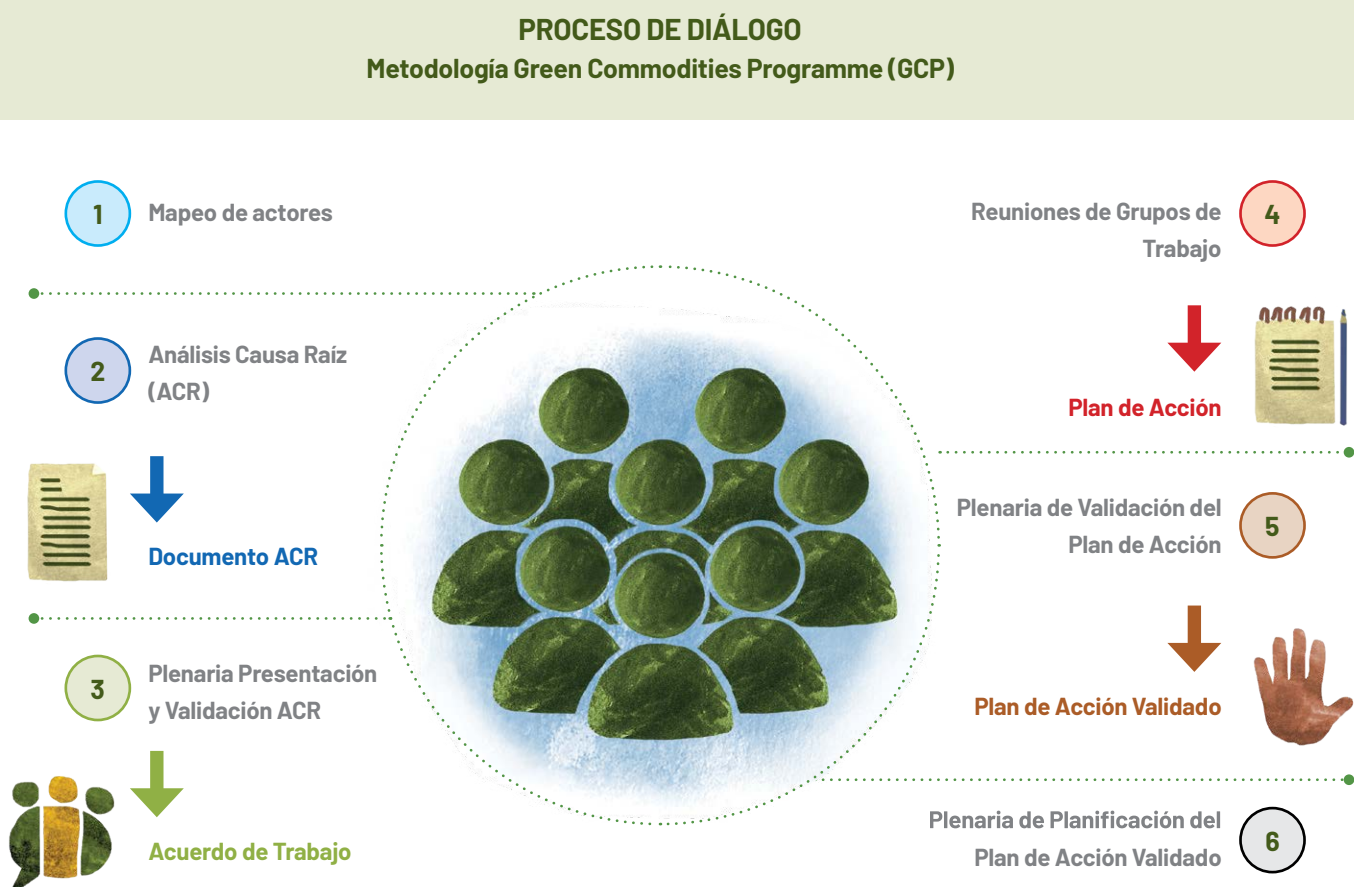 PROCESO DE DIÁLOGO
Metodología Green Commodities Programme (GCP)
1
Mapeo de actores
2
Análisis Causa Raíz
(ACR)
Documento ACR
3
Plenaria Presentación
y Validación ACR
Acuerdo de Trabajo
Reuniones de Grupos de
Trabajo
4
Plan de Acción
Plenaria de Validación del
Plan de Acción
5
Plan de Acción Validado
Plenaria de Planificación del
Plan de Acción Validado
6